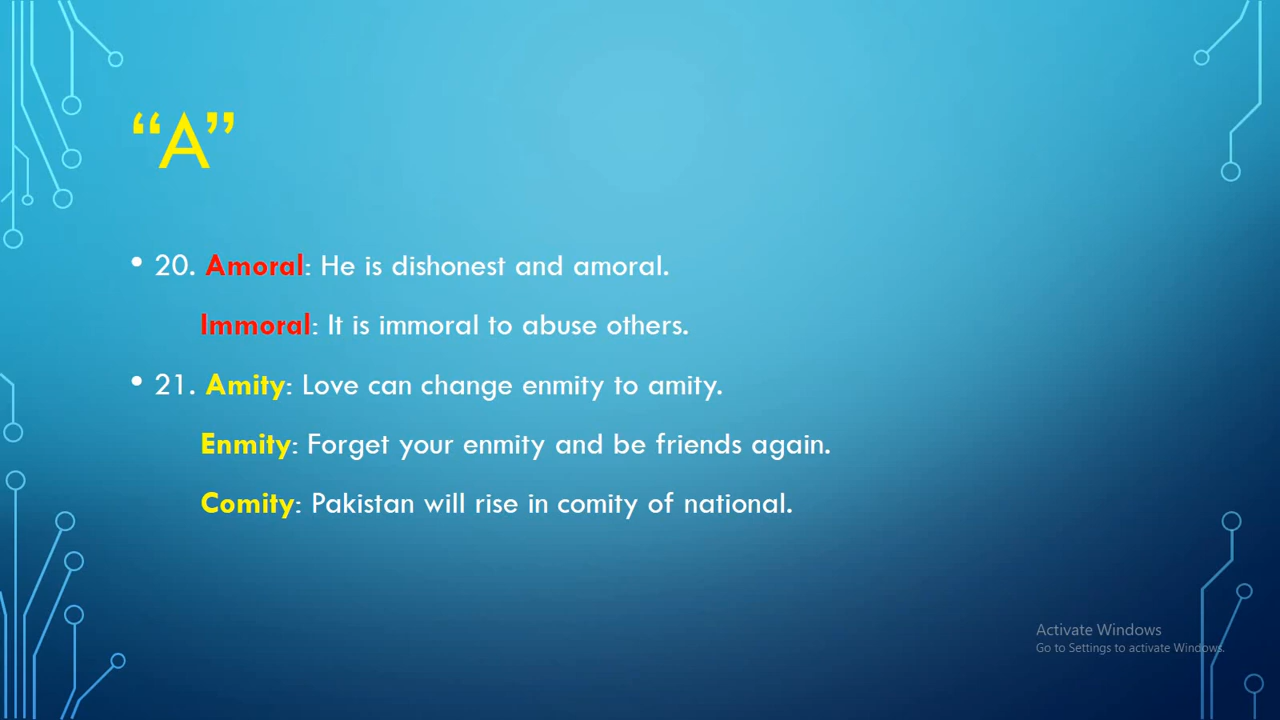 “A”
• 20. Amoral: He is dishonest and amoral.
Immoral: It is immoral to abuse others.
• 21. Amity: Love can change enmity to amity.
Enmity: Forget your enmity and be friends again.
Comity: Pakistan will rise in comity of national.
Activate Windows
Go to Settings to activate Windows.